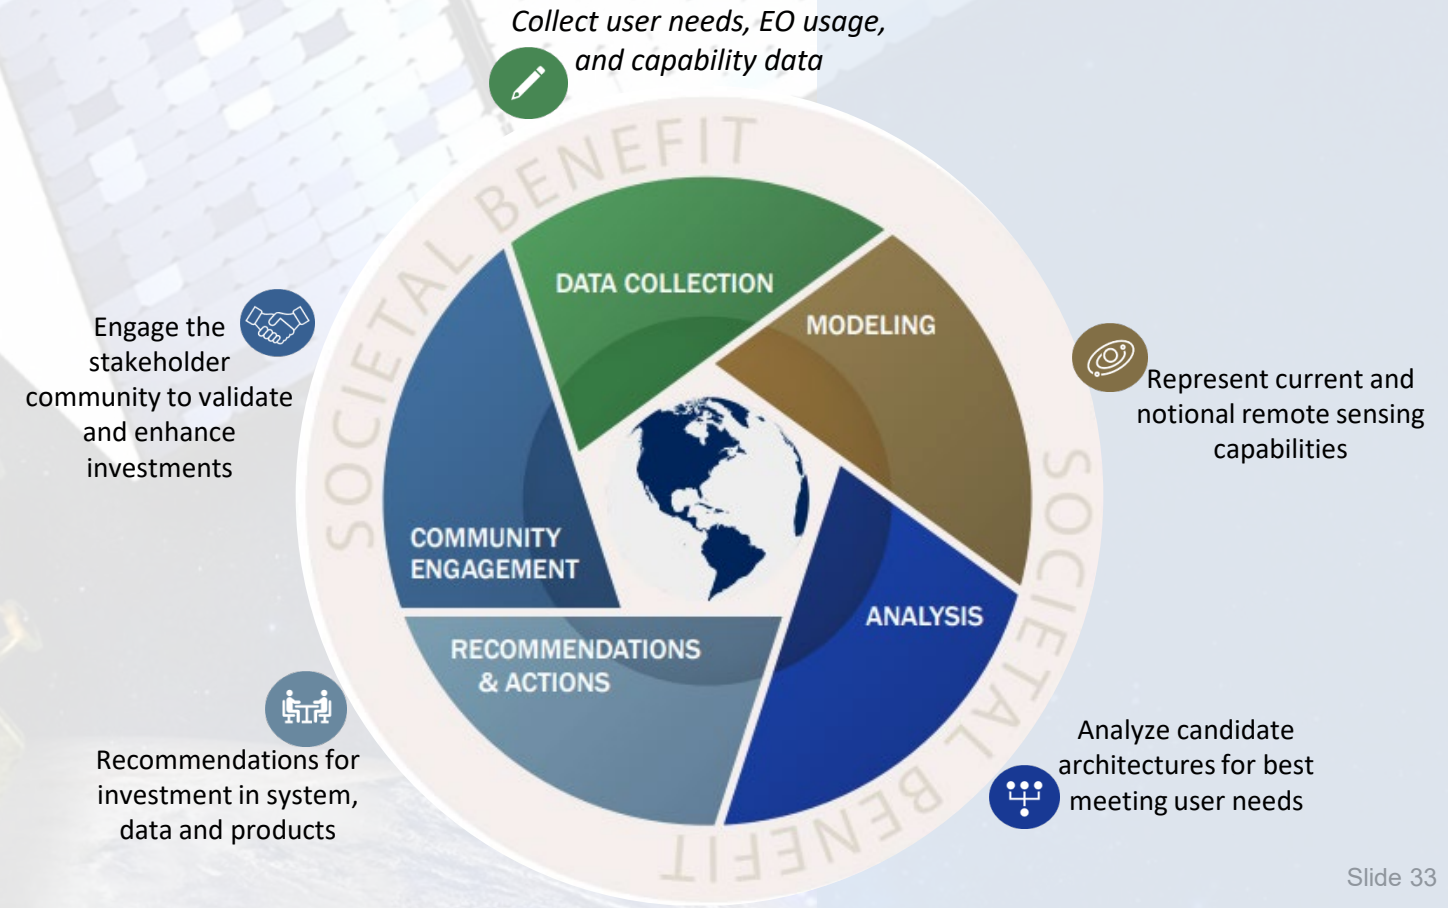 Collect user needs, EO usage,
and capability data
SOCIETAL BENEFIT
DATA COLLECTION
MODELING
Engage the
stakeholder
community to validate
and enhance
investments
Represent current and
notional remote sensing
capabilities
COMMUNITY
ENGAGEMENT
ANALYSIS
RECOMMENDATIONS
& ACTIONS
SOCIETAL BENEFIT
Recommendations for
investment in system,
data and products
Analyze candidate
architectures for best
meeting user needs
Slide 33